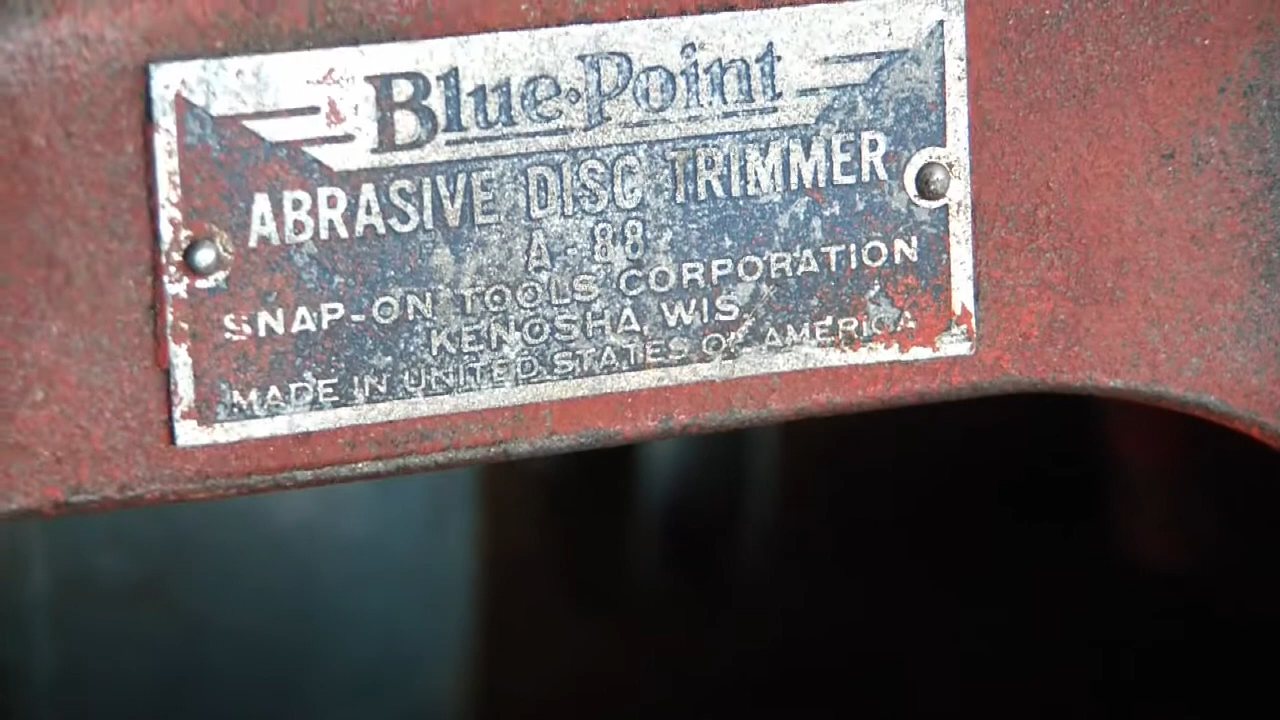 Blue-Point
ABRASIVE DISC TRIMMER
A-88
SNAP-ON TOOLS CORPORATION
KENOSHA, WIS.
MADE IN UNITED STATES OF AMERICA